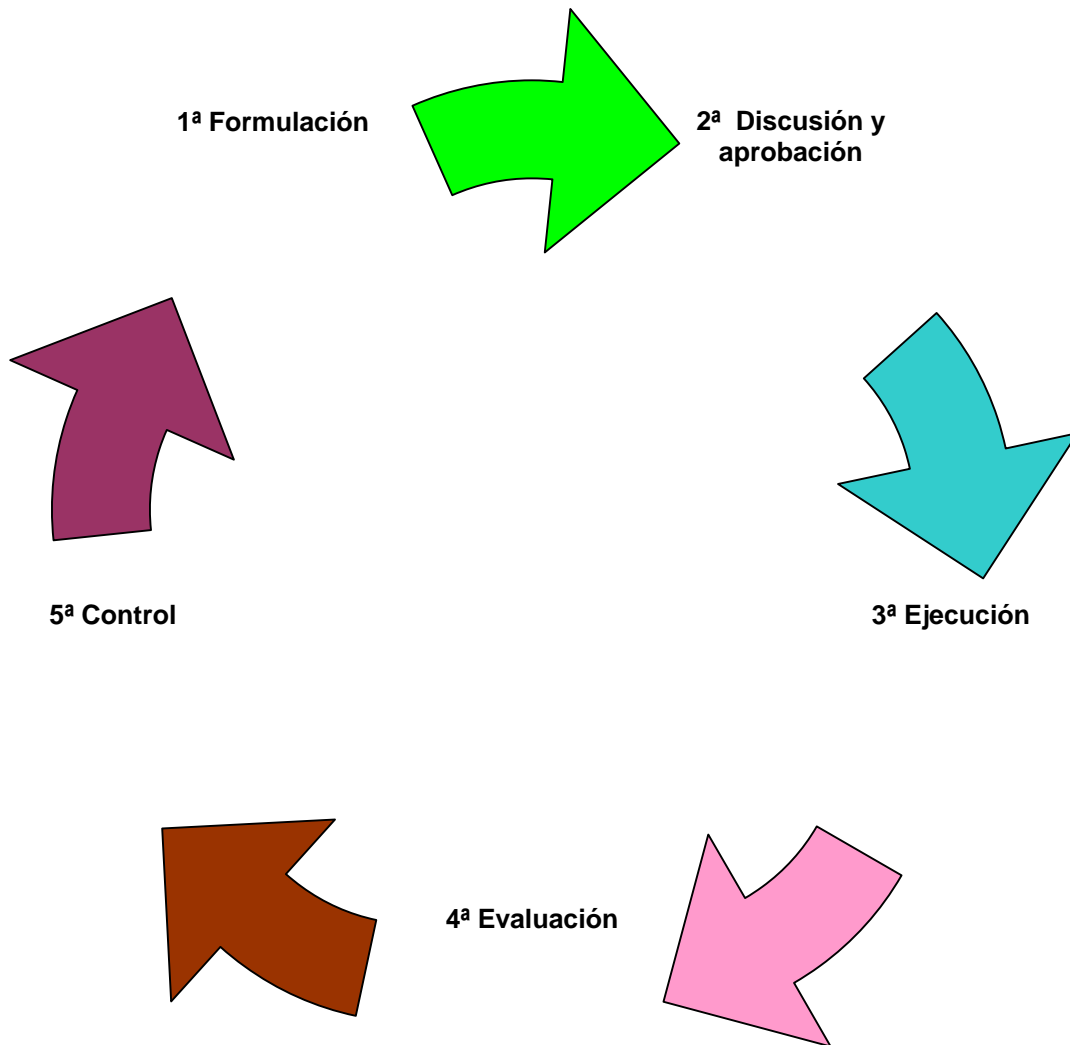 1ª Formulación
2ª Discusión y
aprobación
3ª Ejecución
4ª Evaluación
5ª Control